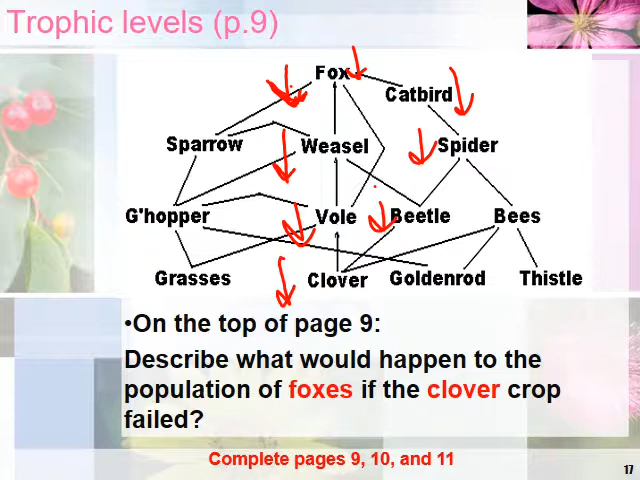 Trophic levels (p.9)
Fox
Catbird
Sparrow Weasel Spider
G'hopper Vole Beetle Bees
Grasses Clover Goldenrod Thistle
•On the top of page 9:
Describe what would happen to the
population of foxes if the clover crop
failed?
Complete pages 9, 10, and 11
17